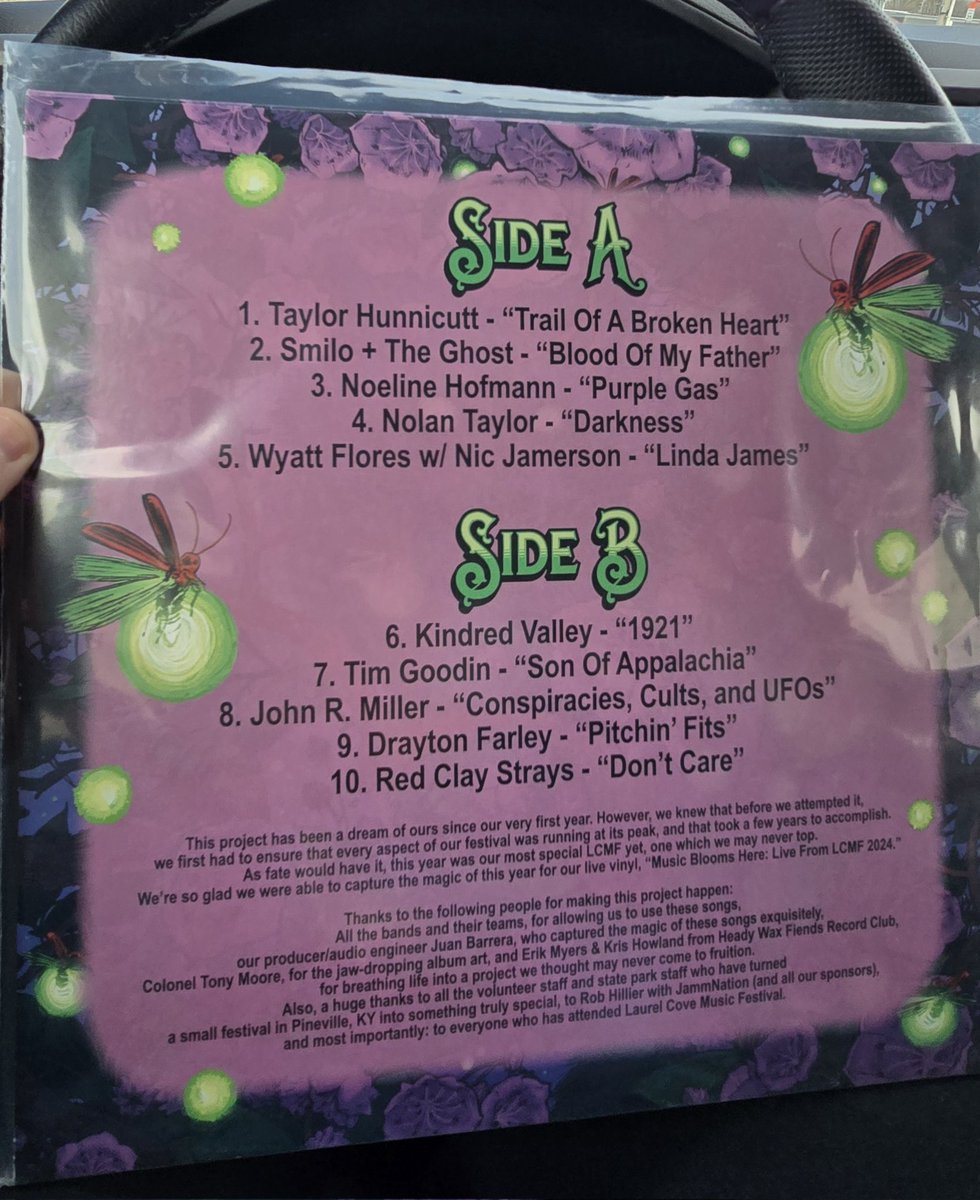 SIDE A
1. Taylor Hunnicutt - “Trail Of A Broken Heart”
2. Smilo + The Ghost - “Blood Of My Father”
3. Noeline Hofmann - “Purple Gas”
4. Nolan Taylor - “Darkness”
5. Wyatt Flores w/ Nic Jamerson - “Linda James”
SIDE B
6. Kindred Valley - “1921”
7. Tim Goodin - “Son Of Appalachia”
8. John R. Miller - “Conspiracies, Cults, and UFOs”
9. Drayton Farley - “Pitchin’ Fits”
10. Red Clay Strays - “Don’t Care”
This project has been a dream of ours since our very first year. However, we knew that before we attempted it,
we first had to ensure that every aspect of our festival was running at its peak, and that took a few years to accomplish.
As fate would have it, this year was our most special LCMF yet, one which we may never top.
We’re so glad we were able to capture the magic of this year for our live vinyl, “Music Blooms Here: Live From LCMF 2024.”
Thanks to the following people for making this project happen:
All the bands and their teams, for allowing us to use these songs,
our producer/audio engineer Juan Barrera, who captured the magic of these songs exquisitely,
Colonel Tony Moore, for the jaw-dropping album art, and Erik Myers & Kris Howland from Heady Wax Fiends Record Club,
for breathing life into a project we thought may never come to fruition.
Also, a huge thanks to all the volunteer staff and state park staff who have turned
a small festival in Pineville, KY into something truly special, to Rob Hillier with JammNation (and all our sponsors),
and most importantly: to everyone who has attended Laurel Cove Music Festival.